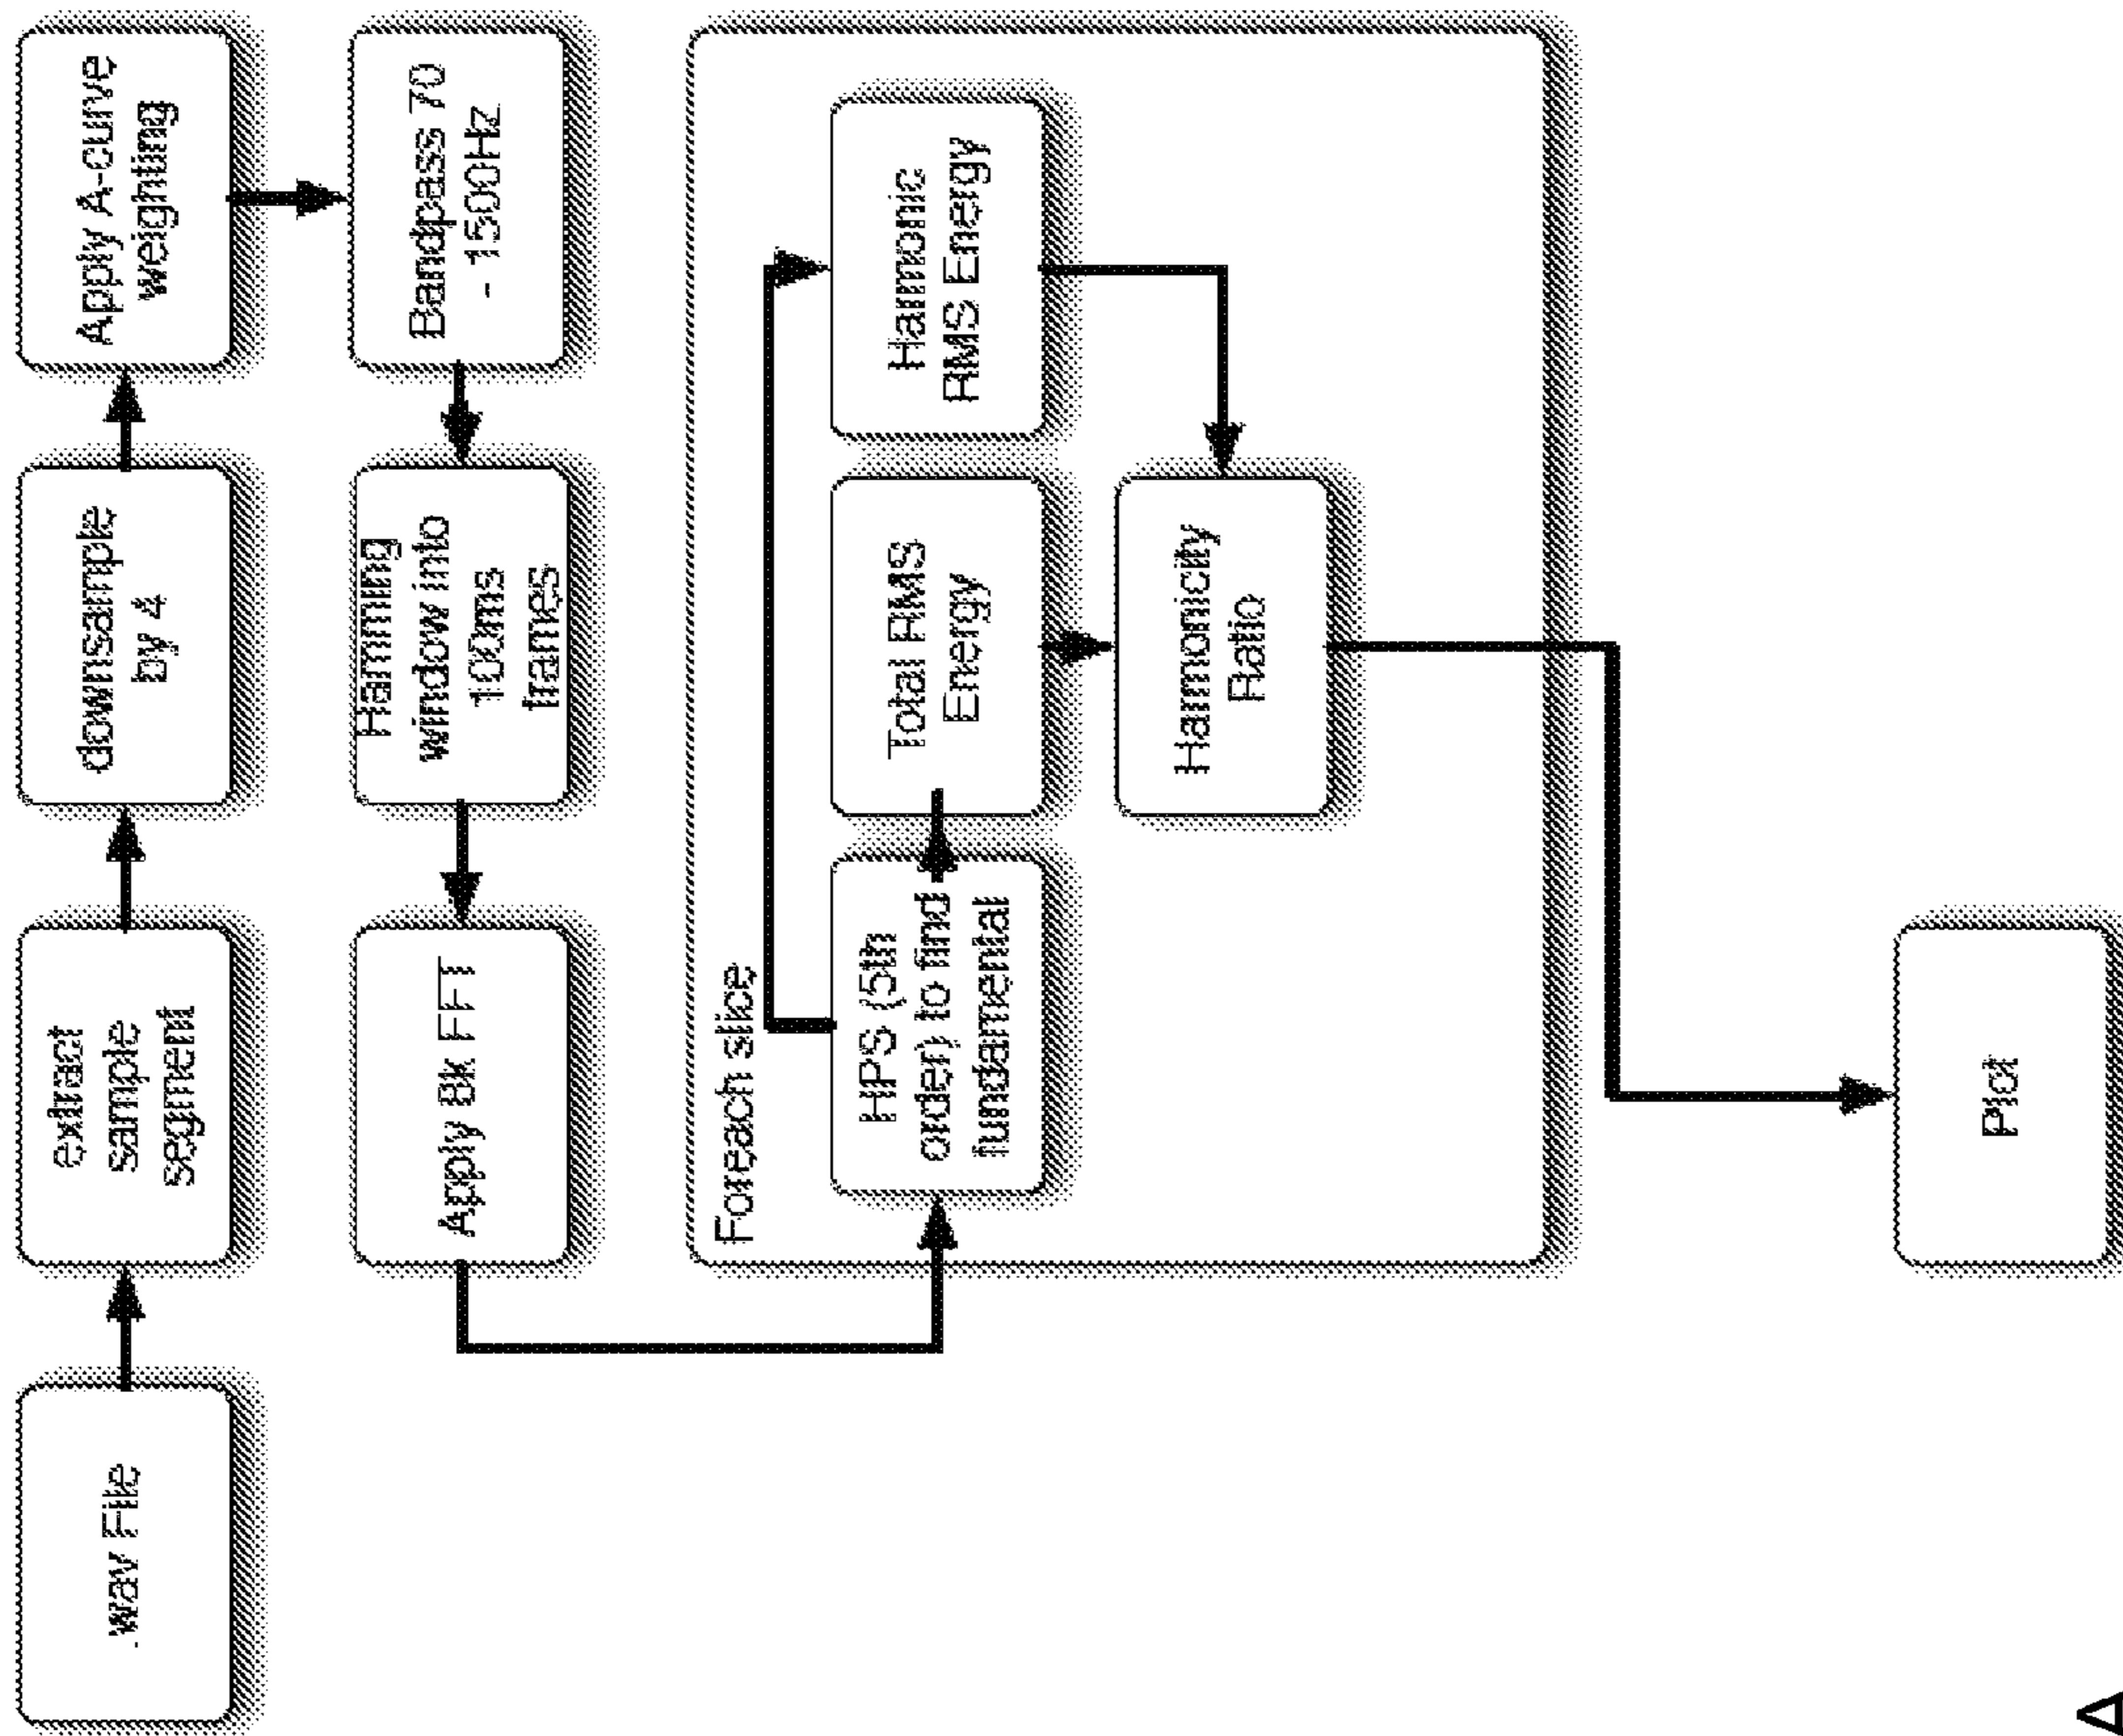 .wav File
extract
sample
segment
downsample
by 4
Apply A-curve
weighting
Bandpass 70
- 1500Hz
Hamming
window into
100ms
frames
Apply 8k FFT
Foreach slice
HPS (5th
order) to find
fundamental
Total RMS
Energy
Harmonic
RMS Energy
Harmonicity
Ratio
Plot